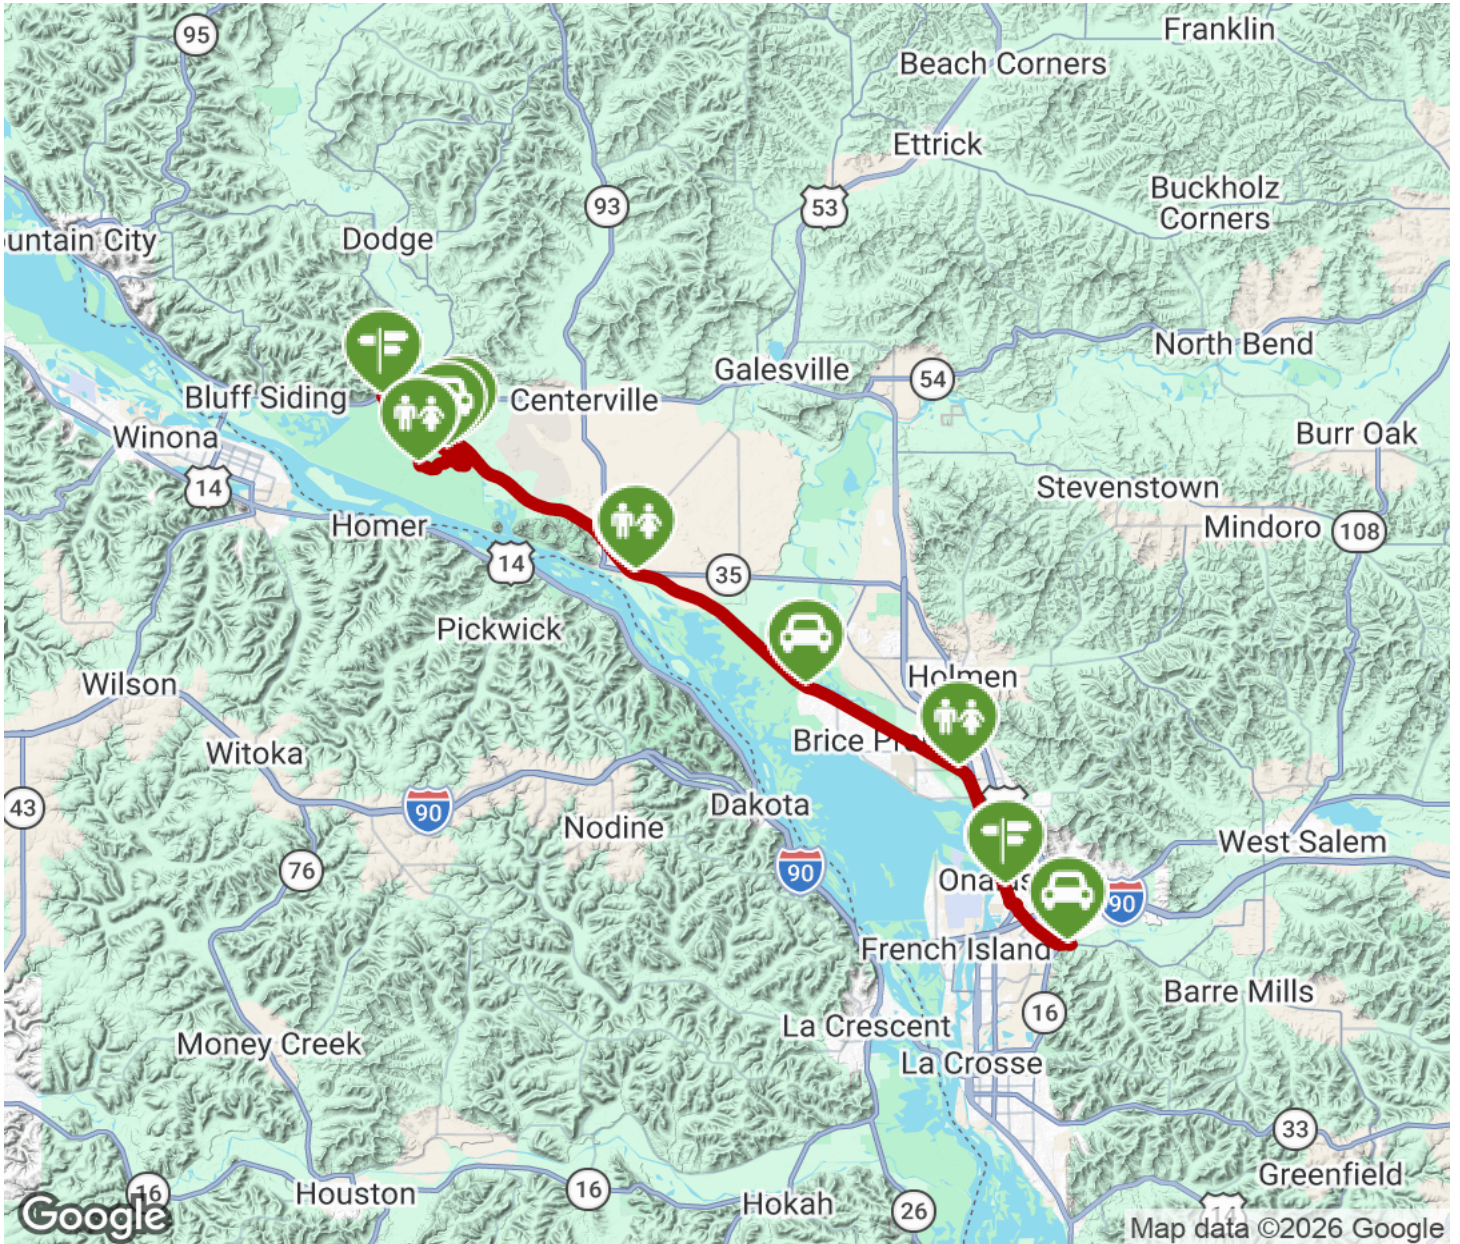 95
Franklin
Beach Corners
Ettrick
Buckholz
Corners
93
53
untain City
Dodge
North Bend
Galesville
54
Bluff Siding
Centerville
Winona
Burr Oak
14
Stevenstown
Homer
Mindoro
108
14
35
Pickwick
Holmen
Wilson
Brice
Witoka
43
90
Dakota
Nodine
West Salem
76
90
90
French Island
Barre Mills
16
La Crescent
Money Creek
La Crosse
33
Greenfield
16
Houston
16
Hokah
14
26
Google
Map data ©2026 Google